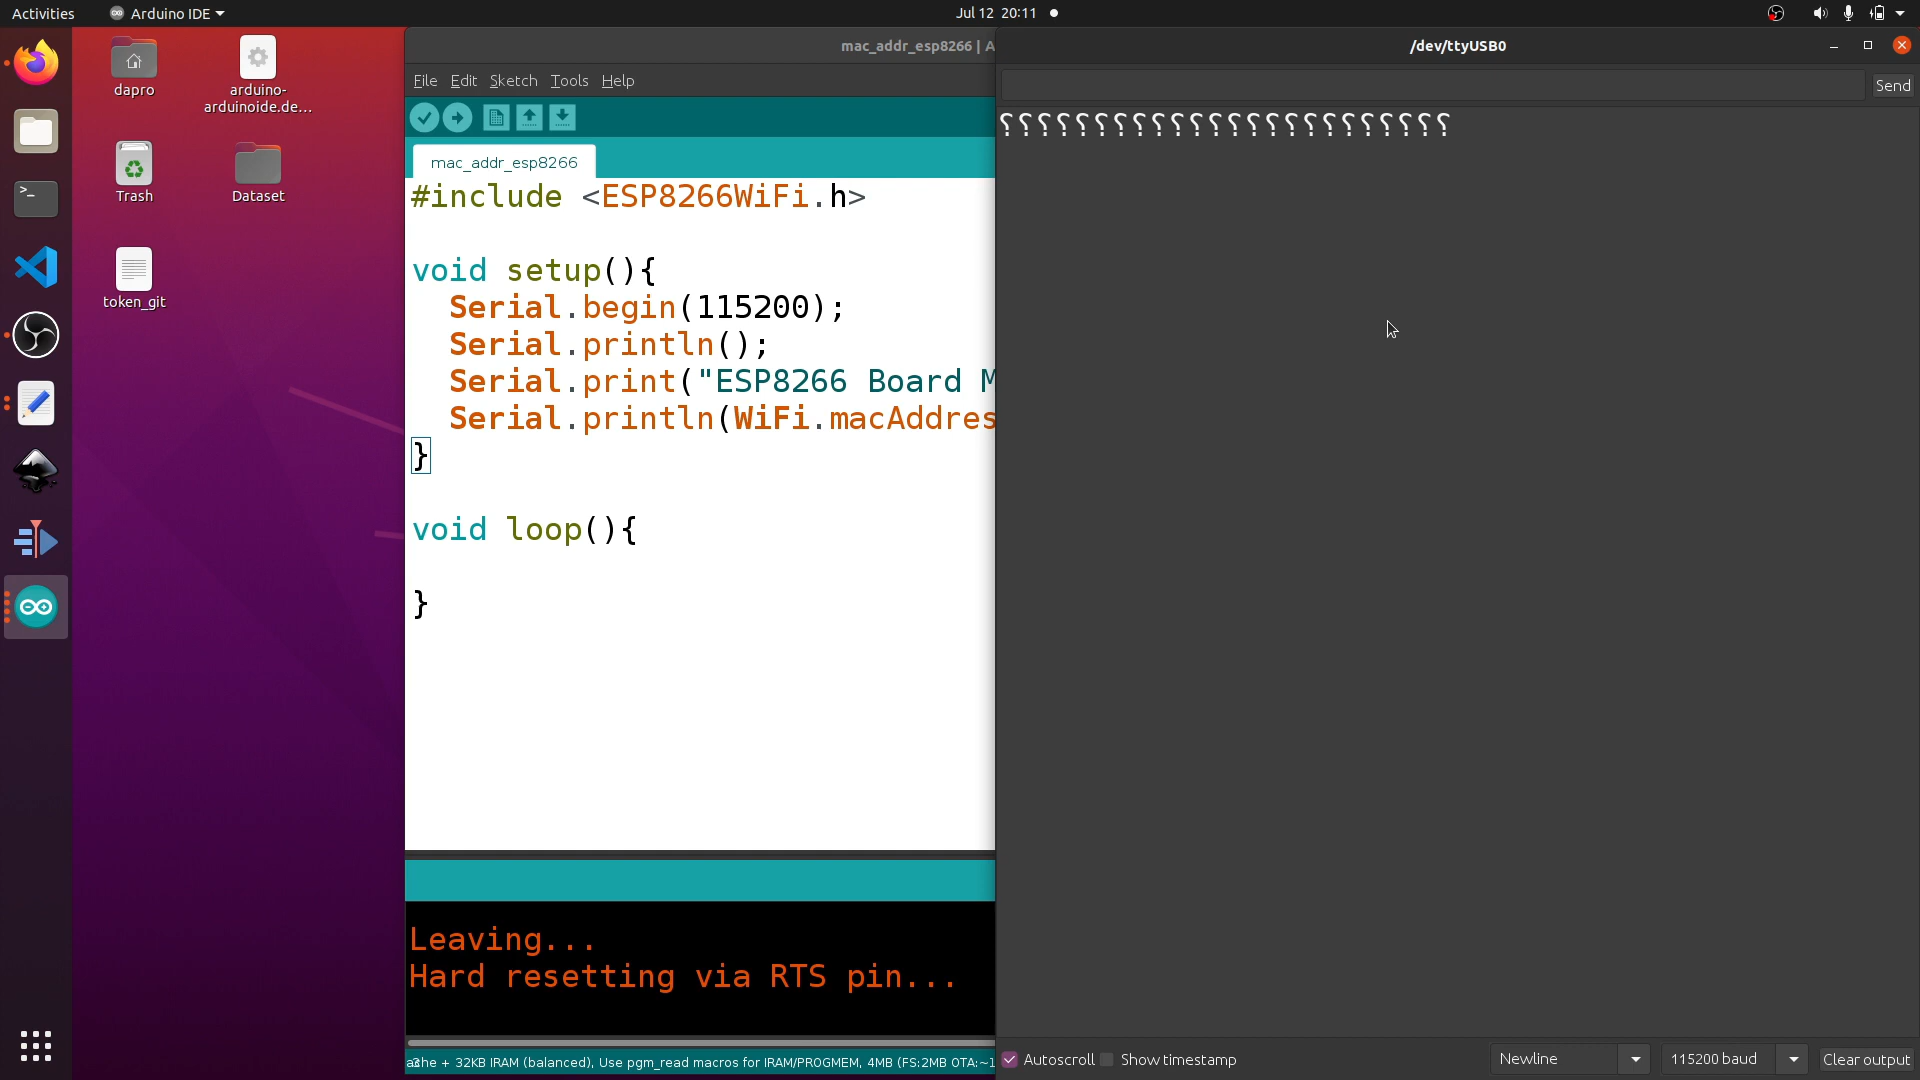 Activities
Arduino IDE
Jul 12 20:11
dapro
arduino-
arduinoide.de...
Trash
Dataset
token_git
mac_addr_esp8266 | A
File Edit Sketch Tools Help
mac_addr_esp8266
#include <ESP8266WiFi.h>
void setup(){
Serial.begin(115200);
Serial.println();
Serial.print("ESP8266 Board M
Serial.println(WiFi.macAddres
}
void loop(){
}
Leaving...
Hard resetting via RTS pin...
+ 32KB IRAM (balanced), Use pgm_read macros for IRAM/PROGMEM, 4MB (FS:2MB OTA:~1
/dev/ttyUSB0
Send
⸮⸮⸮⸮⸮⸮⸮⸮⸮⸮⸮⸮⸮⸮⸮⸮⸮⸮⸮⸮⸮⸮⸮⸮
Autoscroll
Show timestamp
Newline
115200 baud
Clear output